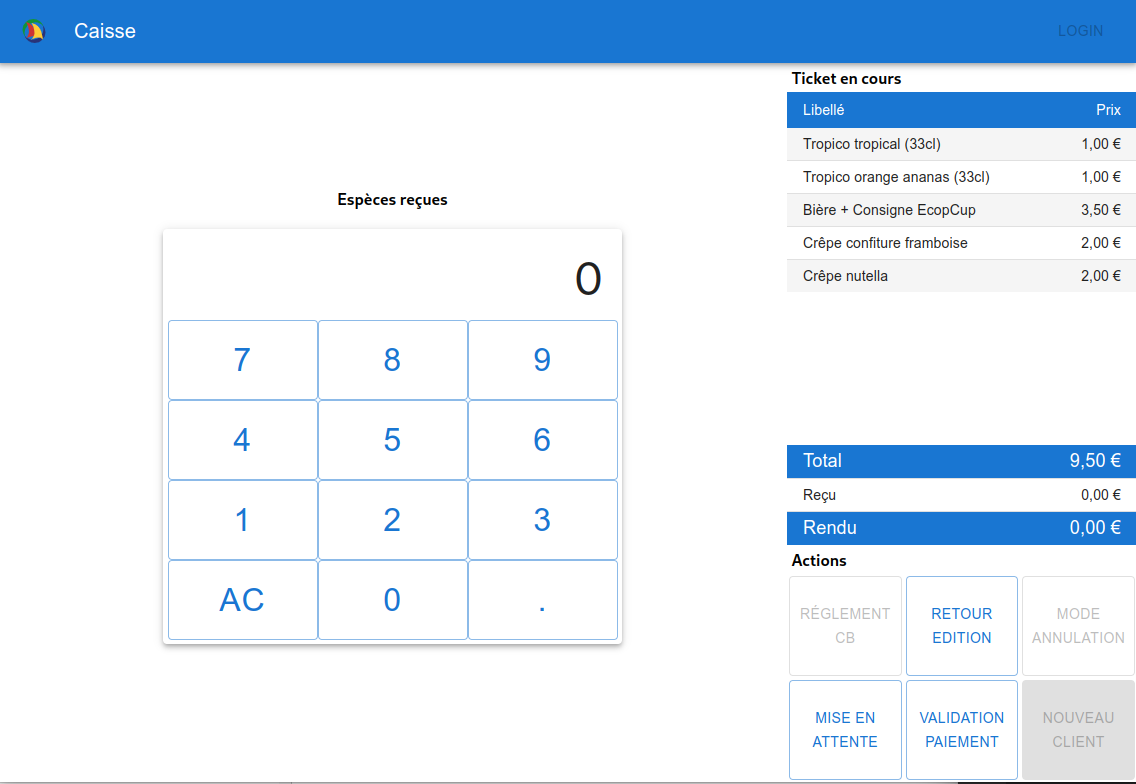 Caisse
LOGIN
Espèces reçues
0
7 8 9
4 5 6
1 2 3
AC 0 .
Ticket en cours
Libellé Prix
Tropico tropical (33cl) 1,00 €
Tropico orange ananas (33cl) 1,00 €
Bière + Consigne EcopCup 3,50 €
Crêpe confiture framboise 2,00 €
Crêpe nutella 2,00 €
Total 9,50 €
Reçu 0,00 €
Rendu 0,00 €
Actions
RÉGLEMENT
CB
RETOUR
EDITION
MODE
ANNULATION
MISE EN
ATTENTE
VALIDATION
PAIEMENT
NOUVEAU
CLIENT